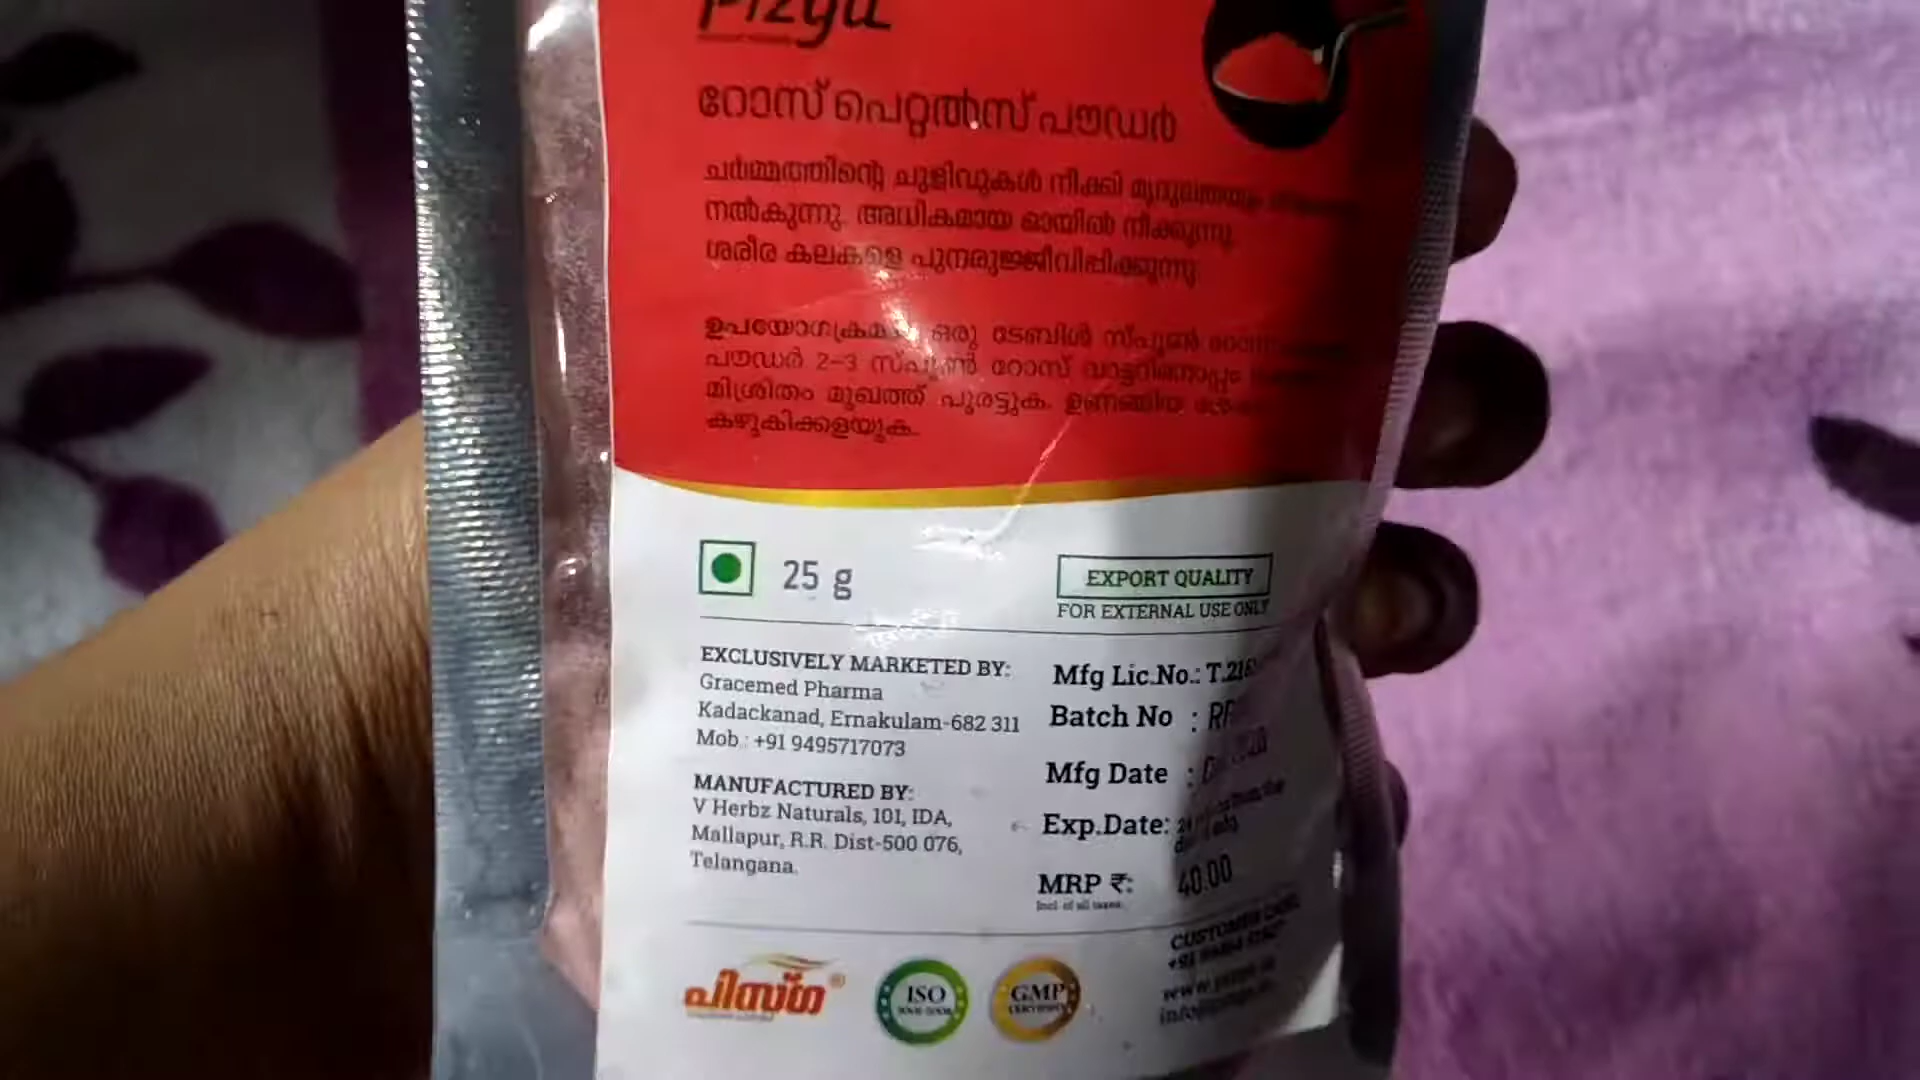 Pizga
റോസ് പെറ്റൽസ് പൗഡർ
ചർമ്മത്തിന്റെ ചുളിവുകൾ നീക്കി മൃദുലതയും
നൽകുന്നു. അധികമായ ഓയിൽ നീക്കുന്നു.
ശരീര കലകളെ പുനരുജ്ജീവിപ്പിക്കുന്നു.
ഉപയോഗക്രമം: ഒരു ടേബിൾ സ്പൂൺ
പൗഡർ 2-3 സ്പൂൺ റോസ് വാട്ടറിനൊപ്പം
മിശ്രിതം മുഖത്ത് പുരട്ടുക. ഉണങ്ങിയ
കഴുകിക്കളയുക.
25 g
EXPORT QUALITY
FOR EXTERNAL USE ONLY
EXCLUSIVELY MARKETED BY:
Gracemed Pharma
Kadackanad, Ernakulam-682 311
Mob.: +91 9495717073
MANUFACTURED BY:
V Herbz Naturals, 101, IDA,
Mallapur, R.R. Dist-500 076,
Telangana.
Mfg Lic.No.:
Batch No :
Mfg Date :
Exp.Date:
MRP ₹: 40.00
Incl. of all taxes.
പിസ്ഗ®
ISO
GMP
CERTIFIED
CUSTOMER CARE: